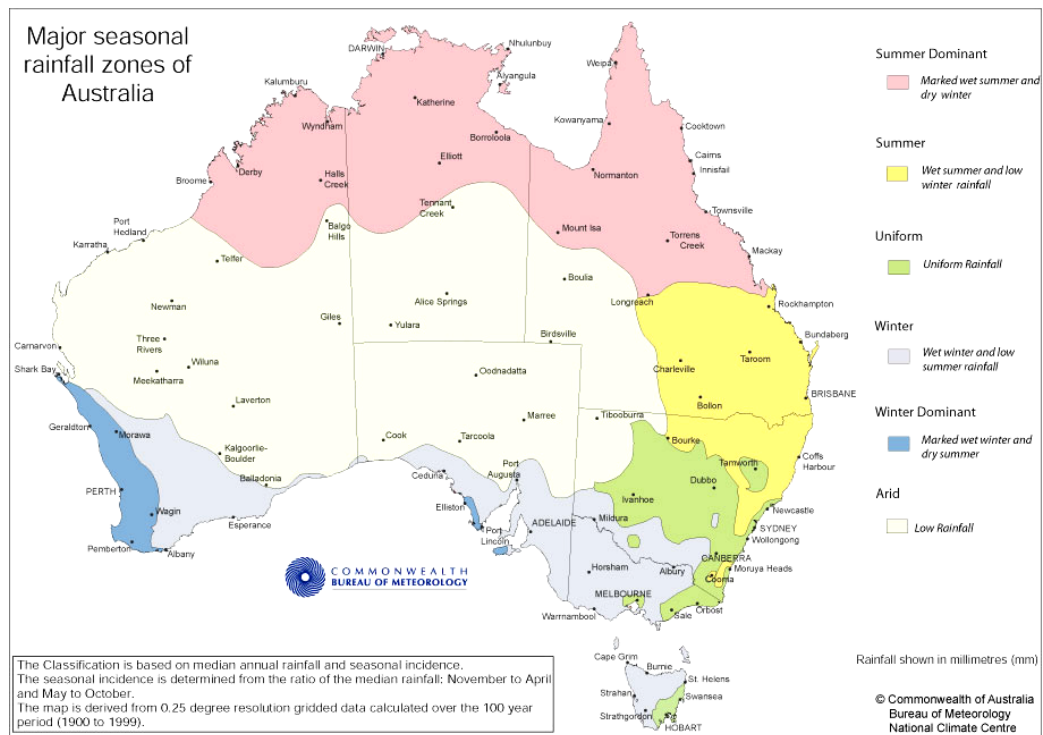 Major seasonal
rainfall zones of
Australia
DARWIN
Nhulunbuy
Alyangula
Kalumburu
Katherine
Wyndham
Borroloola
Elliott
Derby
Halls
Creek
Broome
Tennant
Creek
Balgo
Hills
Port
Hedland
Karratha
Telfer
Newman
Alice Springs
Giles
Yulara
Three
Rivers
Carnarvon
Shark Bay
Wiluna
Meekatharra
Oodnadatta
Laverton
Marree
Geraldton
Morawa
Cook
Tarcoola
Kalgoorlie-
Boulder
Balladonia
Port
Augusta
Ceduna
PERTH
Wagin
Esperance
Elliston
Port
Lincoln
ADELAIDE
Pemberton
Albany
Weipa
Kowanyama
Cooktown
Cairns
Innisfail
Normanton
Townsville
Mount Isa
Torrens
Creek
Mackay
Boulia
Longreach
Rockhampton
Birdsville
Bundaberg
Taroom
Charleville
BRISBANE
Bollon
Tibooburra
Bourke
Coffs
Harbour
Tamworth
Dubbo
Ivanhoe
Newcastle
Mildura
SYDNEY
Wollongong
CANBERRA
Moruya Heads
Horsham
Albury
Cooma
MELBOURNE
Orbost
Sale
Warrnambool
Cape Grim
Burnie
St. Helens
Swansea
Strahan
Strathgordon
HOBART
Summer Dominant
Marked wet summer and
dry winter
Summer
Wet summer and low
winter rainfall
Uniform
Uniform Rainfall
Winter
Wet winter and low
summer rainfall
Winter Dominant
Marked wet winter and
dry summer
Arid
Low Rainfall
COMMONWEALTH
BUREAU OF METEOROLOGY
The Classification is based on median annual rainfall and seasonal incidence.
The seasonal incidence is determined from the ratio of the median rainfall; November to April
and May to October.
The map is derived from 0.25 degree resolution gridded data calculated over the 100 year
period (1900 to 1999).
Rainfall shown in millimetres (mm)
© Commonwealth of Australia
Bureau of Meteorology
National Climate Centre